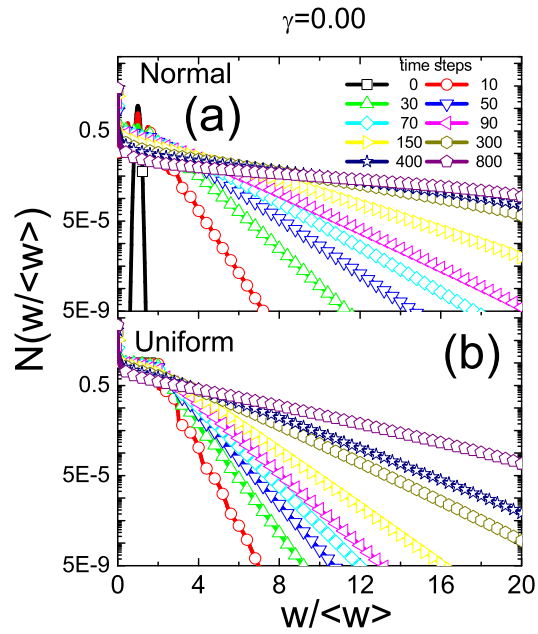 γ=0.00
Normal
(a)
time steps
0 10
30 50
70 90
150 300
400 800
0.5
5E-5
5E-9
N(w/<w>)
Uniform
(b)
0.5
5E-5
5E-9
0 4 8 12 16 20
w/<w>